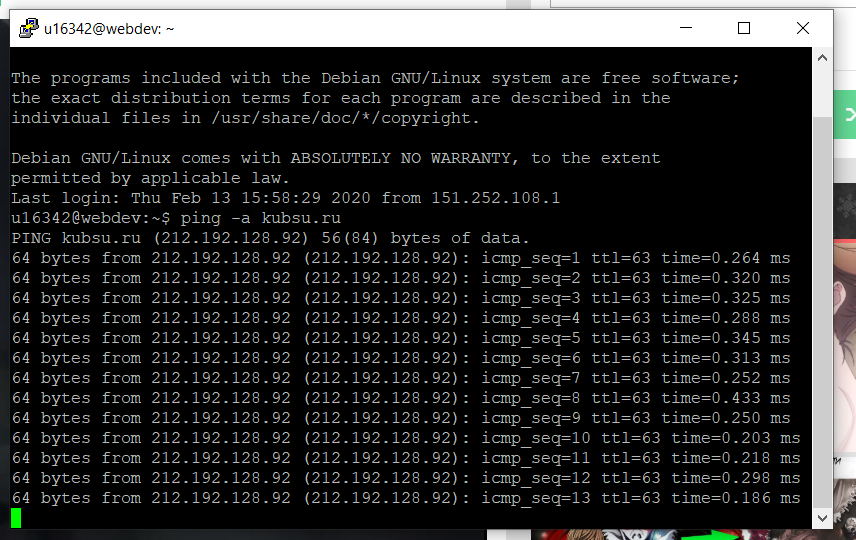 u16342@webdev: ~
The programs included with the Debian GNU/Linux system are free software;
the exact distribution terms for each program are described in the
individual files in /usr/share/doc/*/copyright.
Debian GNU/Linux comes with ABSOLUTELY NO WARRANTY, to the extent
permitted by applicable law.
Last login: Thu Feb 13 15:58:29 2020 from 151.252.108.1
u16342@webdev:~$ ping -a kubsu.ru
PING kubsu.ru (212.192.128.92) 56(84) bytes of data.
64 bytes from 212.192.128.92 (212.192.128.92): icmp_seq=1 ttl=63 time=0.264 ms
64 bytes from 212.192.128.92 (212.192.128.92): icmp_seq=2 ttl=63 time=0.320 ms
64 bytes from 212.192.128.92 (212.192.128.92): icmp_seq=3 ttl=63 time=0.325 ms
64 bytes from 212.192.128.92 (212.192.128.92): icmp_seq=4 ttl=63 time=0.288 ms
64 bytes from 212.192.128.92 (212.192.128.92): icmp_seq=5 ttl=63 time=0.345 ms
64 bytes from 212.192.128.92 (212.192.128.92): icmp_seq=6 ttl=63 time=0.313 ms
64 bytes from 212.192.128.92 (212.192.128.92): icmp_seq=7 ttl=63 time=0.252 ms
64 bytes from 212.192.128.92 (212.192.128.92): icmp_seq=8 ttl=63 time=0.433 ms
64 bytes from 212.192.128.92 (212.192.128.92): icmp_seq=9 ttl=63 time=0.250 ms
64 bytes from 212.192.128.92 (212.192.128.92): icmp_seq=10 ttl=63 time=0.203 ms
64 bytes from 212.192.128.92 (212.192.128.92): icmp_seq=11 ttl=63 time=0.218 ms
64 bytes from 212.192.128.92 (212.192.128.92): icmp_seq=12 ttl=63 time=0.298 ms
64 bytes from 212.192.128.92 (212.192.128.92): icmp_seq=13 ttl=63 time=0.186 ms